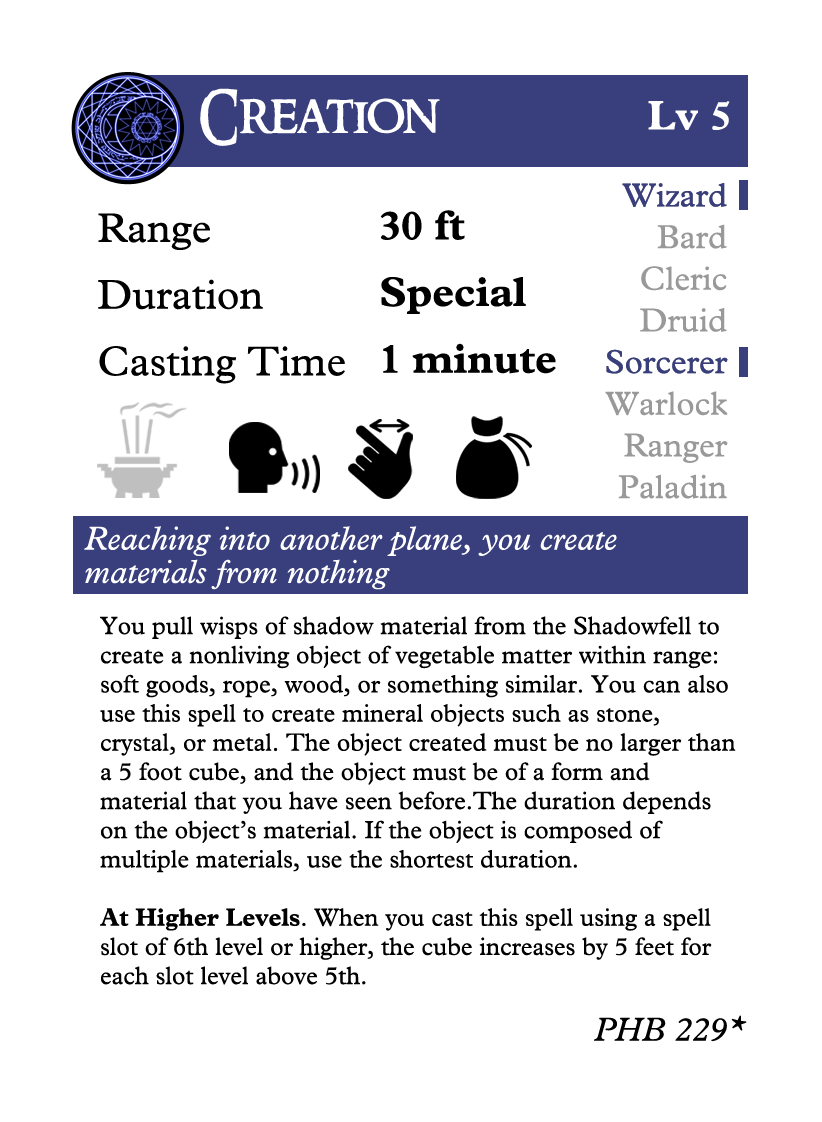 CREATION
Lv 5
Range 30 ft
Duration Special
Casting Time 1 minute
Wizard
Bard
Cleric
Druid
Sorcerer
Warlock
Ranger
Paladin
Reaching into another plane, you create
materials from nothing
You pull wisps of shadow material from the Shadowfell to
create a nonliving object of vegetable matter within range:
soft goods, rope, wood, or something similar. You can also
use this spell to create mineral objects such as stone,
crystal, or metal. The object created must be no larger than
a 5 foot cube, and the object must be of a form and
material that you have seen before.The duration depends
on the object’s material. If the object is composed of
multiple materials, use the shortest duration.
At Higher Levels. When you cast this spell using a spell
slot of 6th level or higher, the cube increases by 5 feet for
each slot level above 5th.
PHB 229*